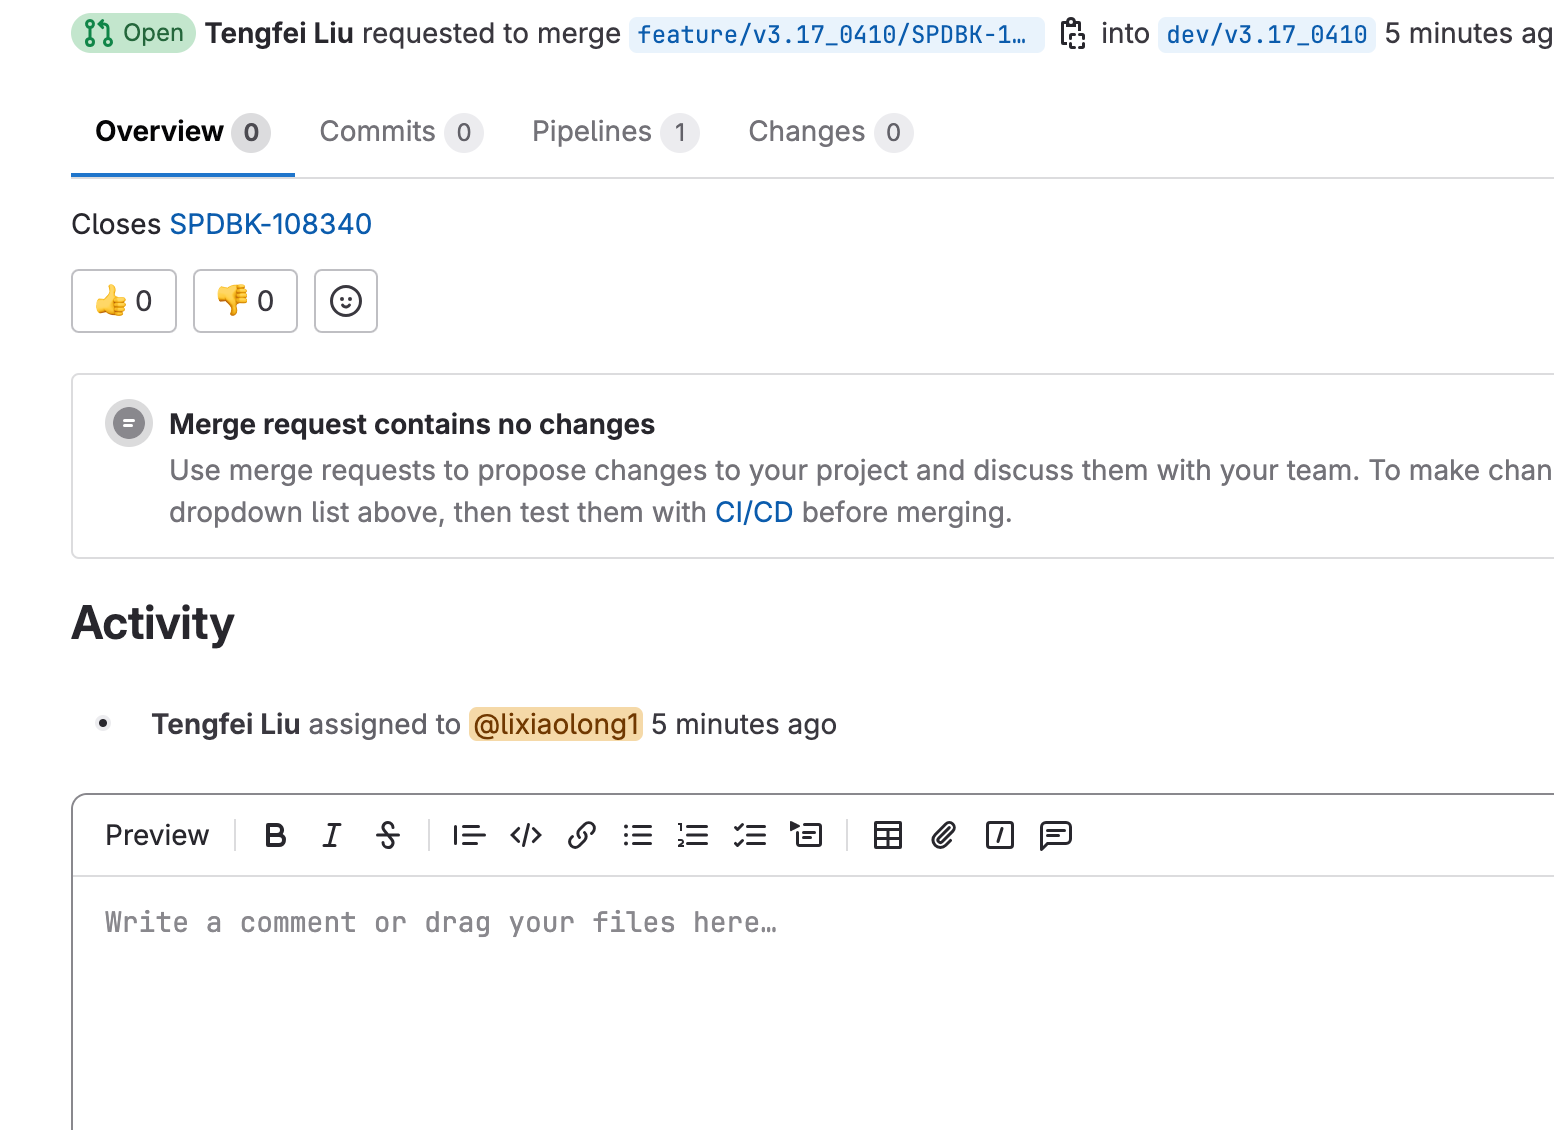 Open Tengfei Liu requested to merge feature/v3.17_0410/SPDBK-1… into dev/v3.17_0410 5 minutes ag
Overview 0 Commits 0 Pipelines 1 Changes 0
Closes SPDBK-108340
👍 0 👎 0
Merge request contains no changes
Use merge requests to propose changes to your project and discuss them with your team. To make chan
dropdown list above, then test them with CI/CD before merging.
Activity
Tengfei Liu assigned to @lixiaolong1 5 minutes ago
Preview
Write a comment or drag your files here…